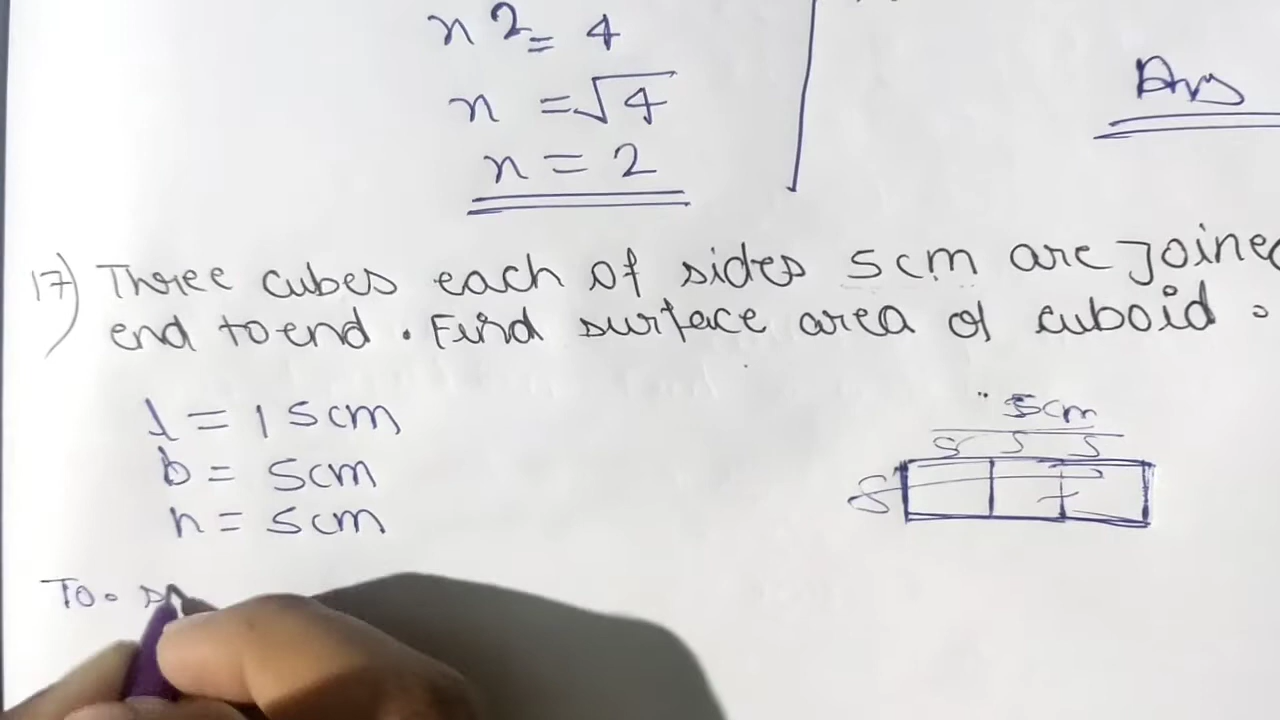 n2 = 4
n = √4
n = 2
Ans
17) Three cubes each of sides 5cm are joined
end to end. Find surface area of cuboid.
l = 15cm
b = 5cm
h = 5cm
5cm
5 5 5
5
To.